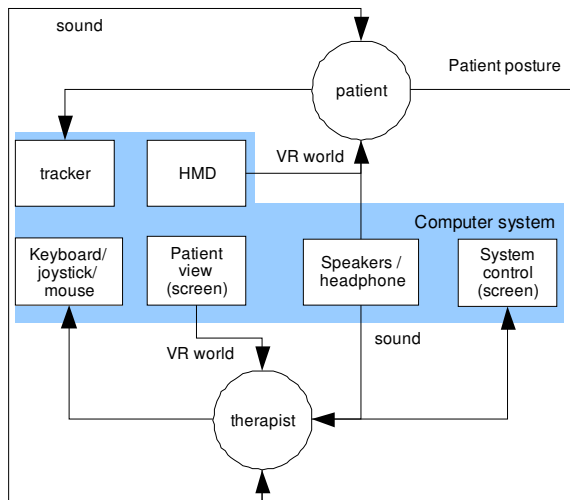 sound
Patient posture
patient
VR world
tracker
HMD
Computer system
Keyboard/
joystick/
mouse
Patient
view
(screen)
Speakers /
headphone
System
control
(screen)
VR world
sound
therapist